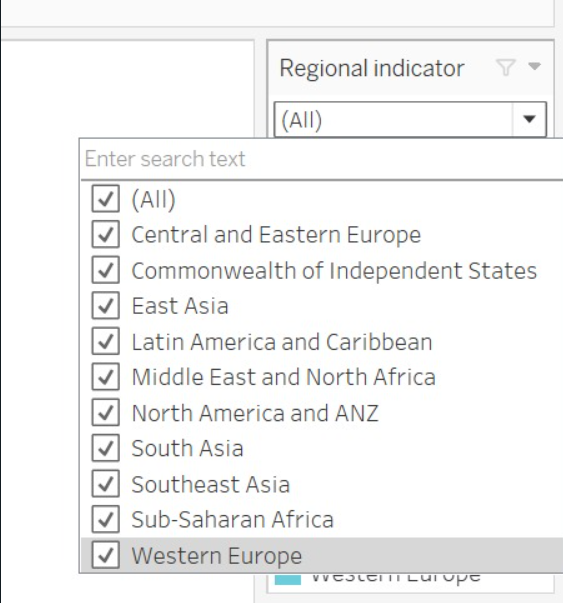 Regional indicator
(All)
Enter search text
(All)
Central and Eastern Europe
Commonwealth of Independent States
East Asia
Latin America and Caribbean
Middle East and North Africa
North America and ANZ
South Asia
Southeast Asia
Sub-Saharan Africa
Western Europe
Western Europe